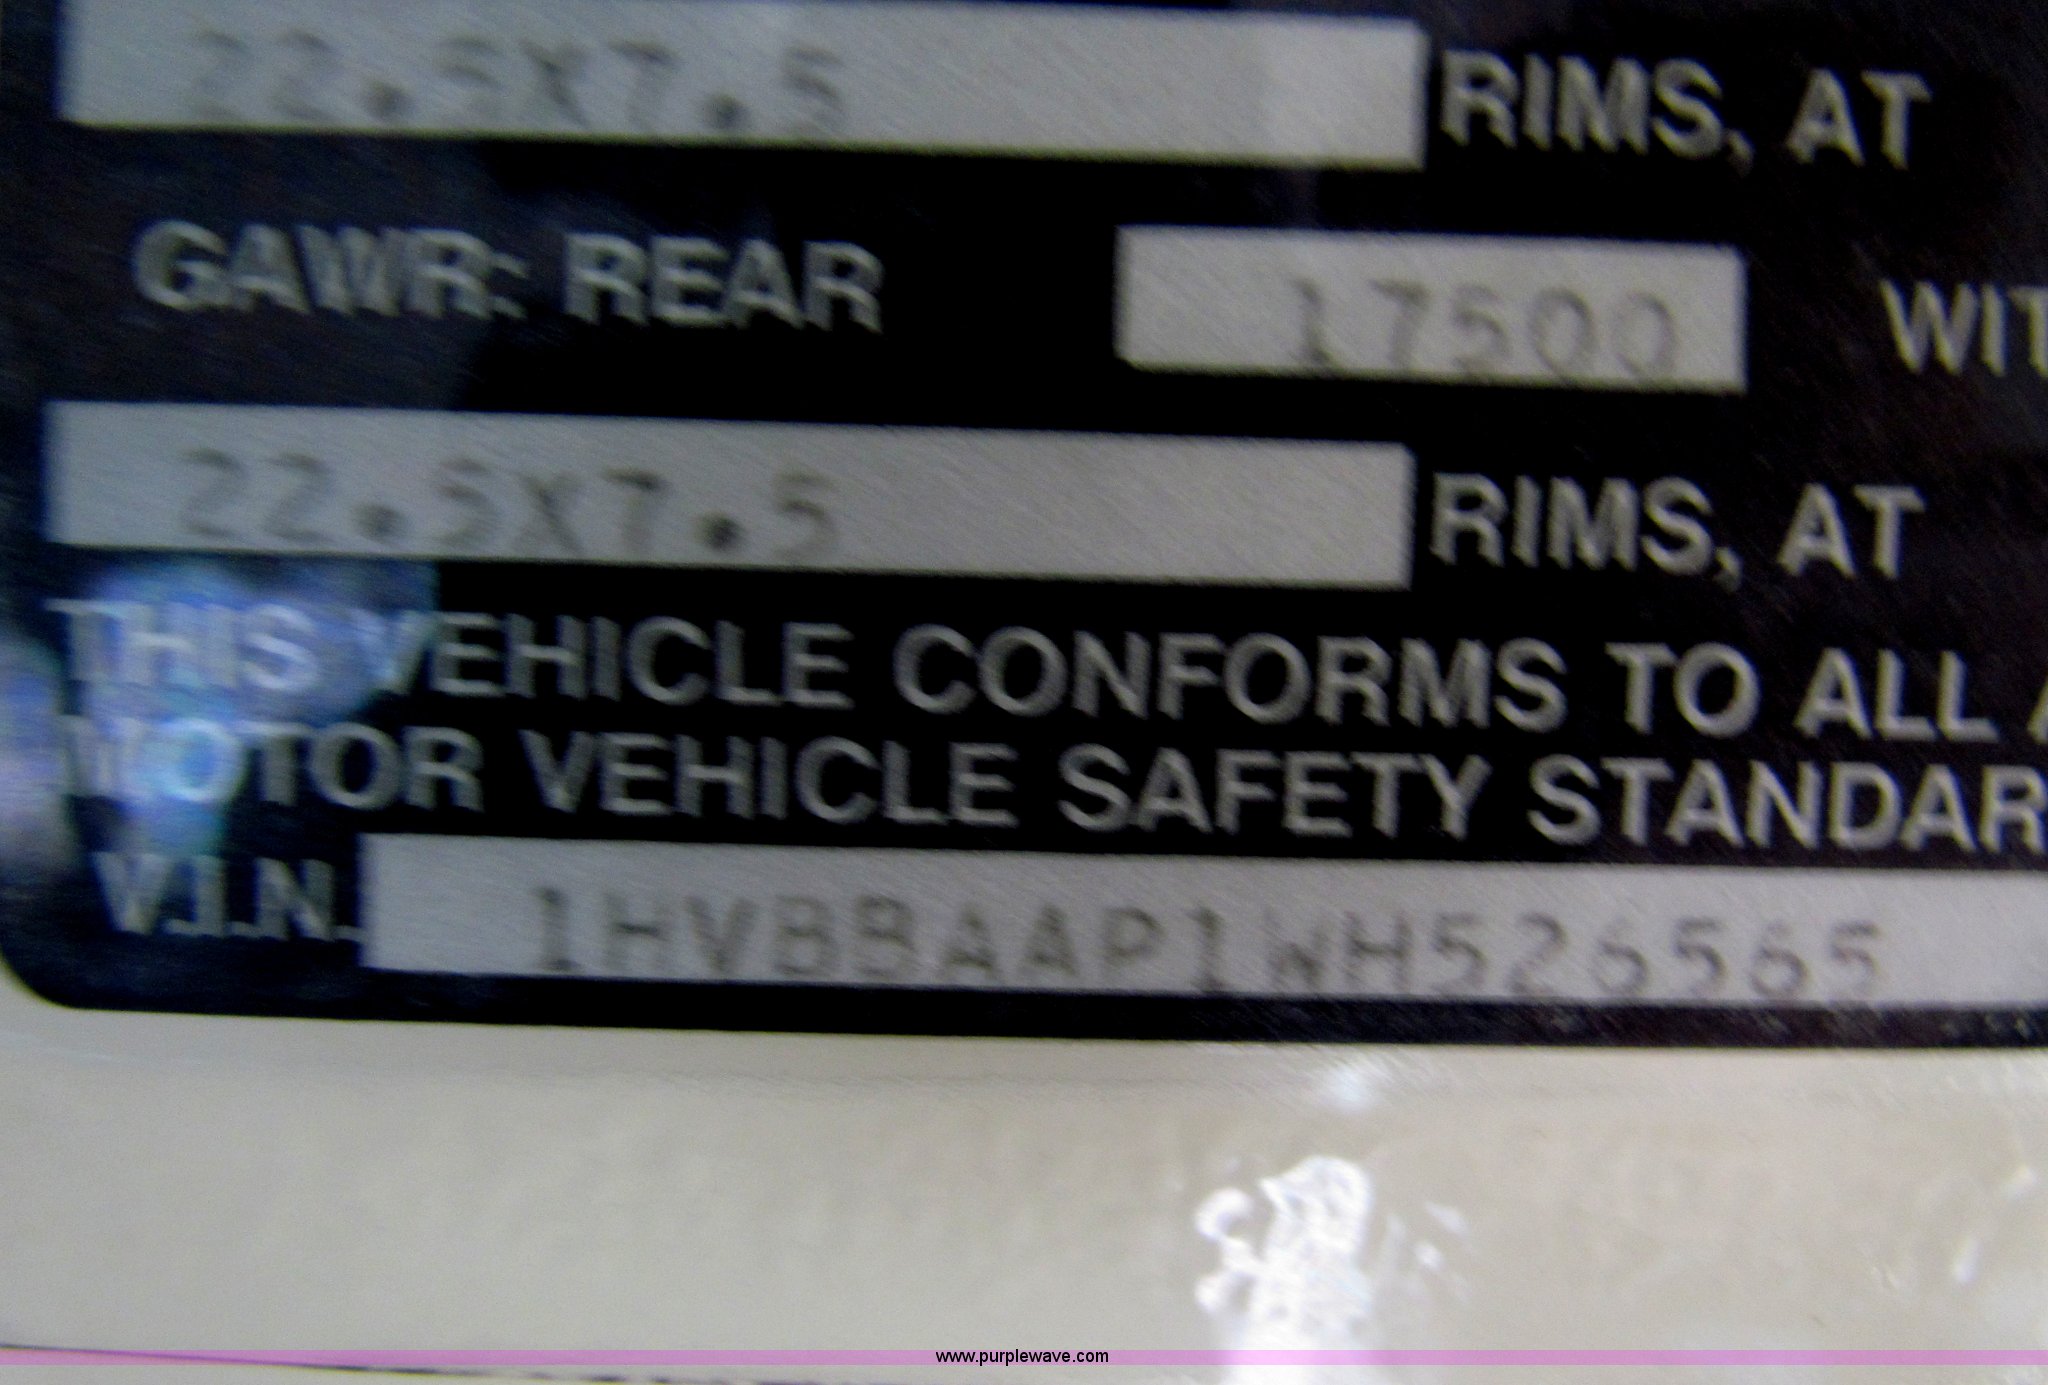 22.5X7.5 RIMS, AT
GAWR: REAR 17500 WIT
22.5X7.5 RIMS, AT
THIS VEHICLE CONFORMS TO ALL A
MOTOR VEHICLE SAFETY STANDAR
V.I.N. 1HVBBAAP1WH526565
www.purplewave.com